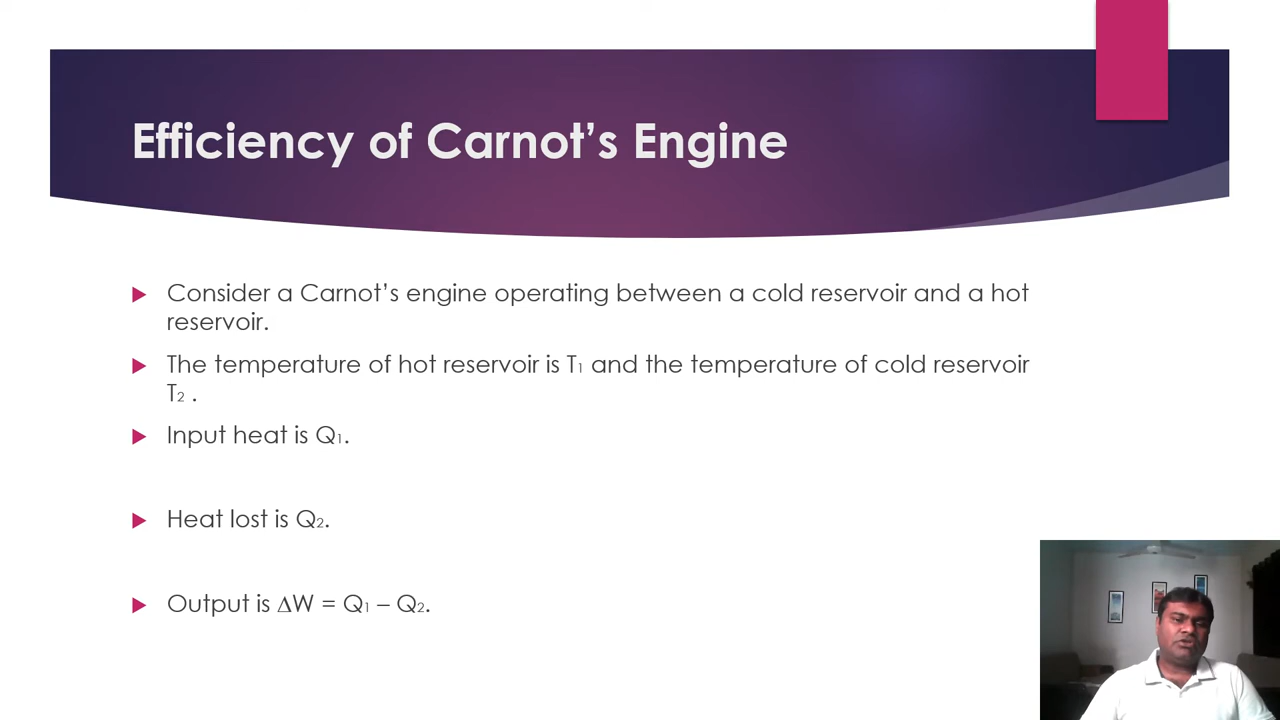 Efficiency of Carnot’s Engine
Consider a Carnot’s engine operating between a cold reservoir and a hot
reservoir.
The temperature of hot reservoir is T₁ and the temperature of cold reservoir
T₂ .
Input heat is Q₁.
Heat lost is Q₂.
Output is ∆W = Q₁ – Q₂.